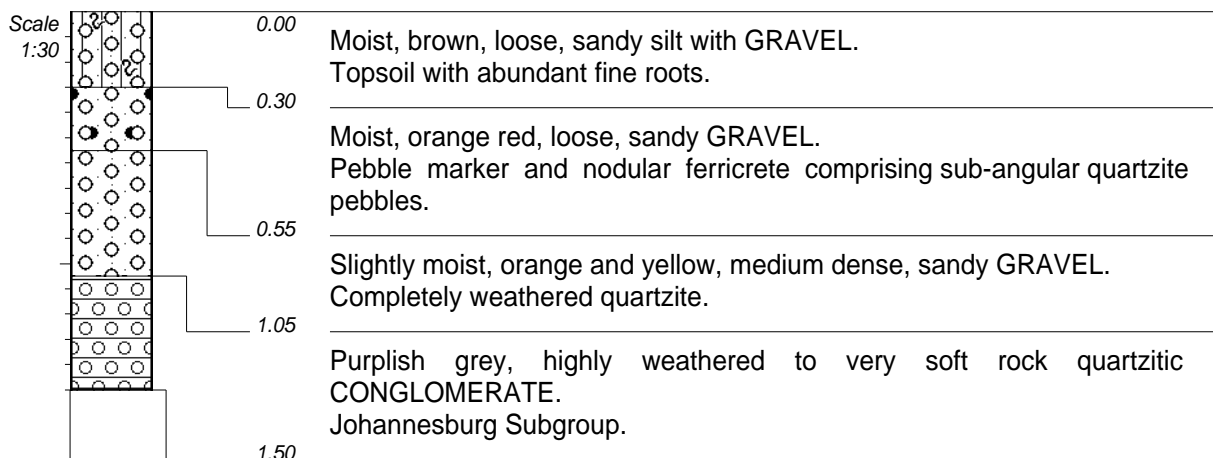 Scale
1:30
0.00
Moist, brown, loose, sandy silt with GRAVEL.
Topsoil with abundant fine roots.
0.30
Moist, orange red, loose, sandy GRAVEL.
Pebble marker and nodular ferricrete comprising sub-angular quartzite
pebbles.
0.55
Slightly moist, orange and yellow, medium dense, sandy GRAVEL.
Completely weathered quartzite.
1.05
Purplish grey, highly weathered to very soft rock quartzitic
CONGLOMERATE.
Johannesburg Subgroup.
1.50